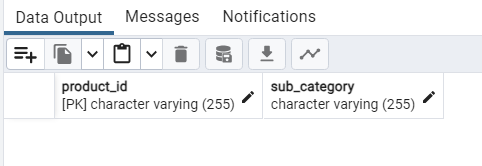 Data Output Messages Notifications
product_id sub_category
[PK] character varying (255) character varying (255)